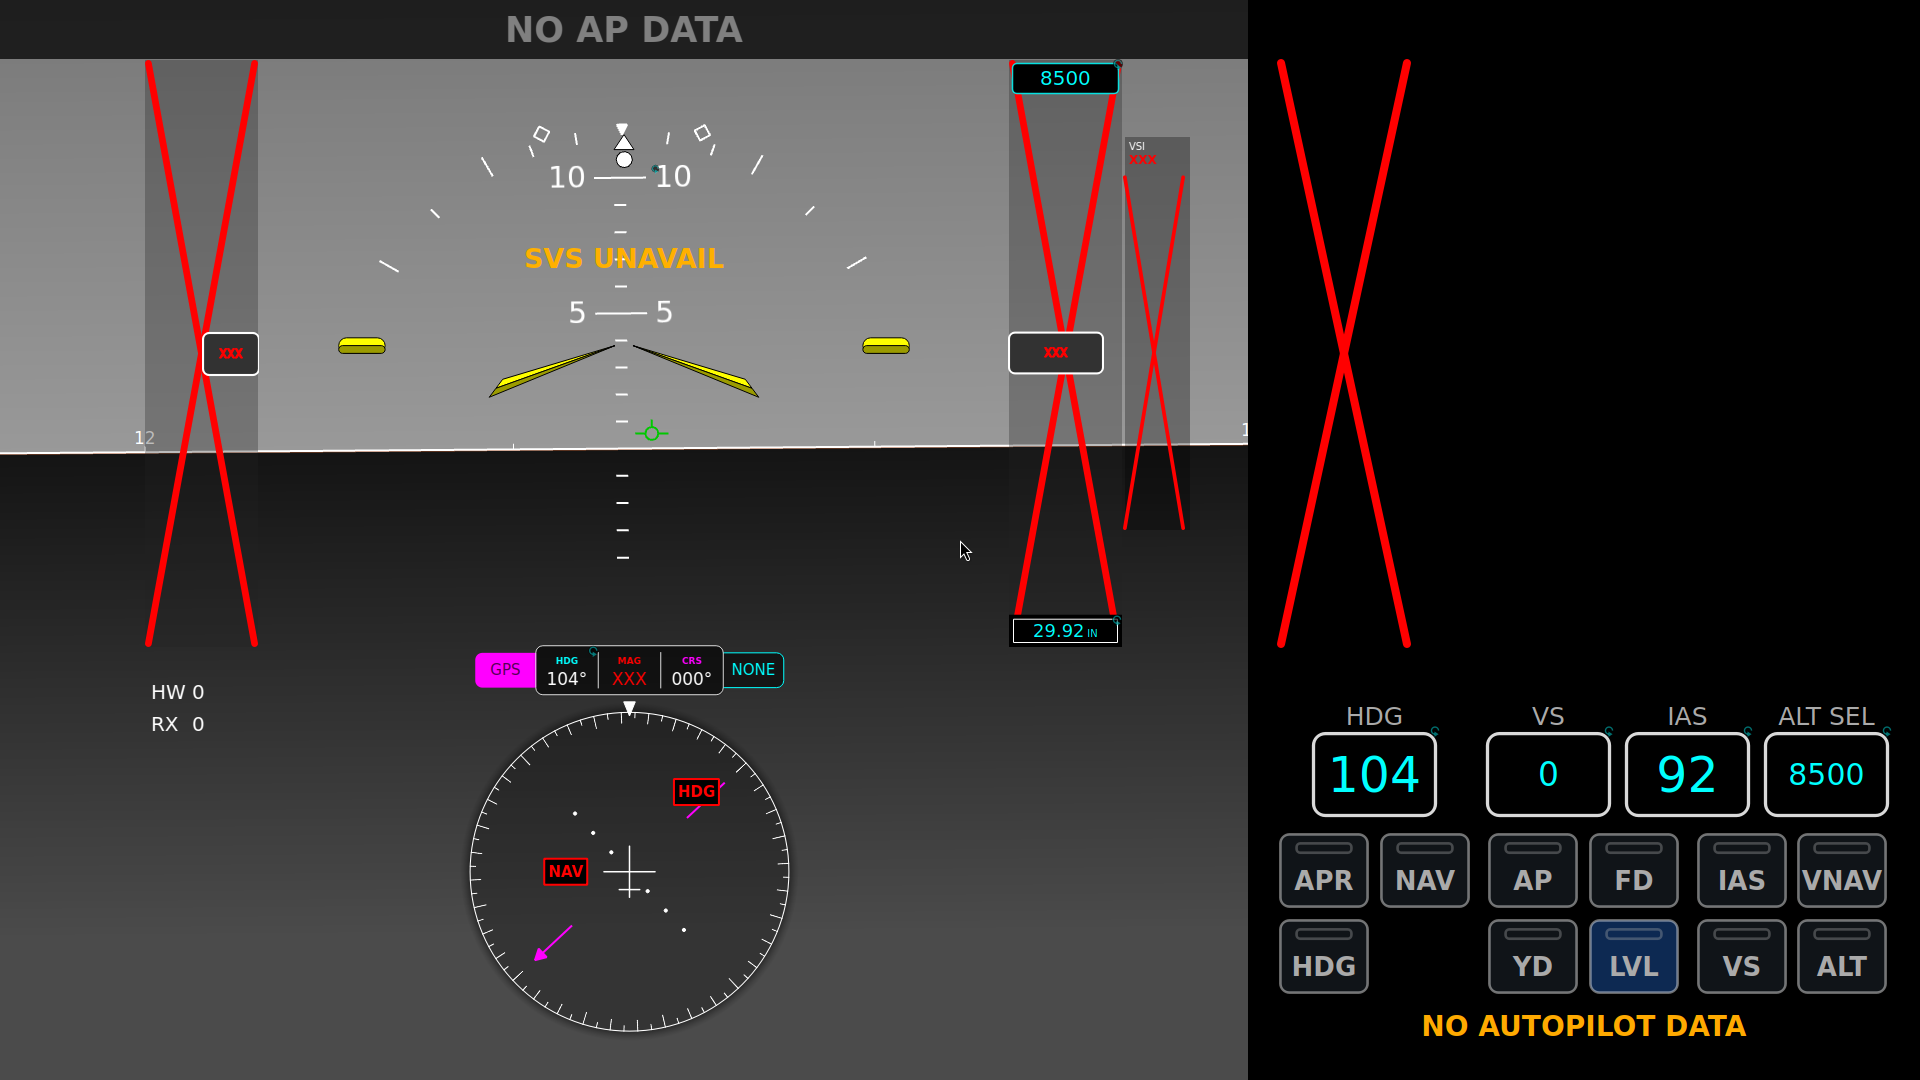 NO AP DATA
8500
VSI
XXX
10 10
SVS UNAVAIL
5 5
XXX
XXX
12
1
29.92 IN
GPS
HDG
104°
MAG
XXX
CRS
000°
NONE
HW 0
RX 0
HDG
NAV
HDG VS IAS ALT SEL
104 0 92 8500
APR NAV AP FD IAS VNAV
HDG YD LVL VS ALT
NO AUTOPILOT DATA